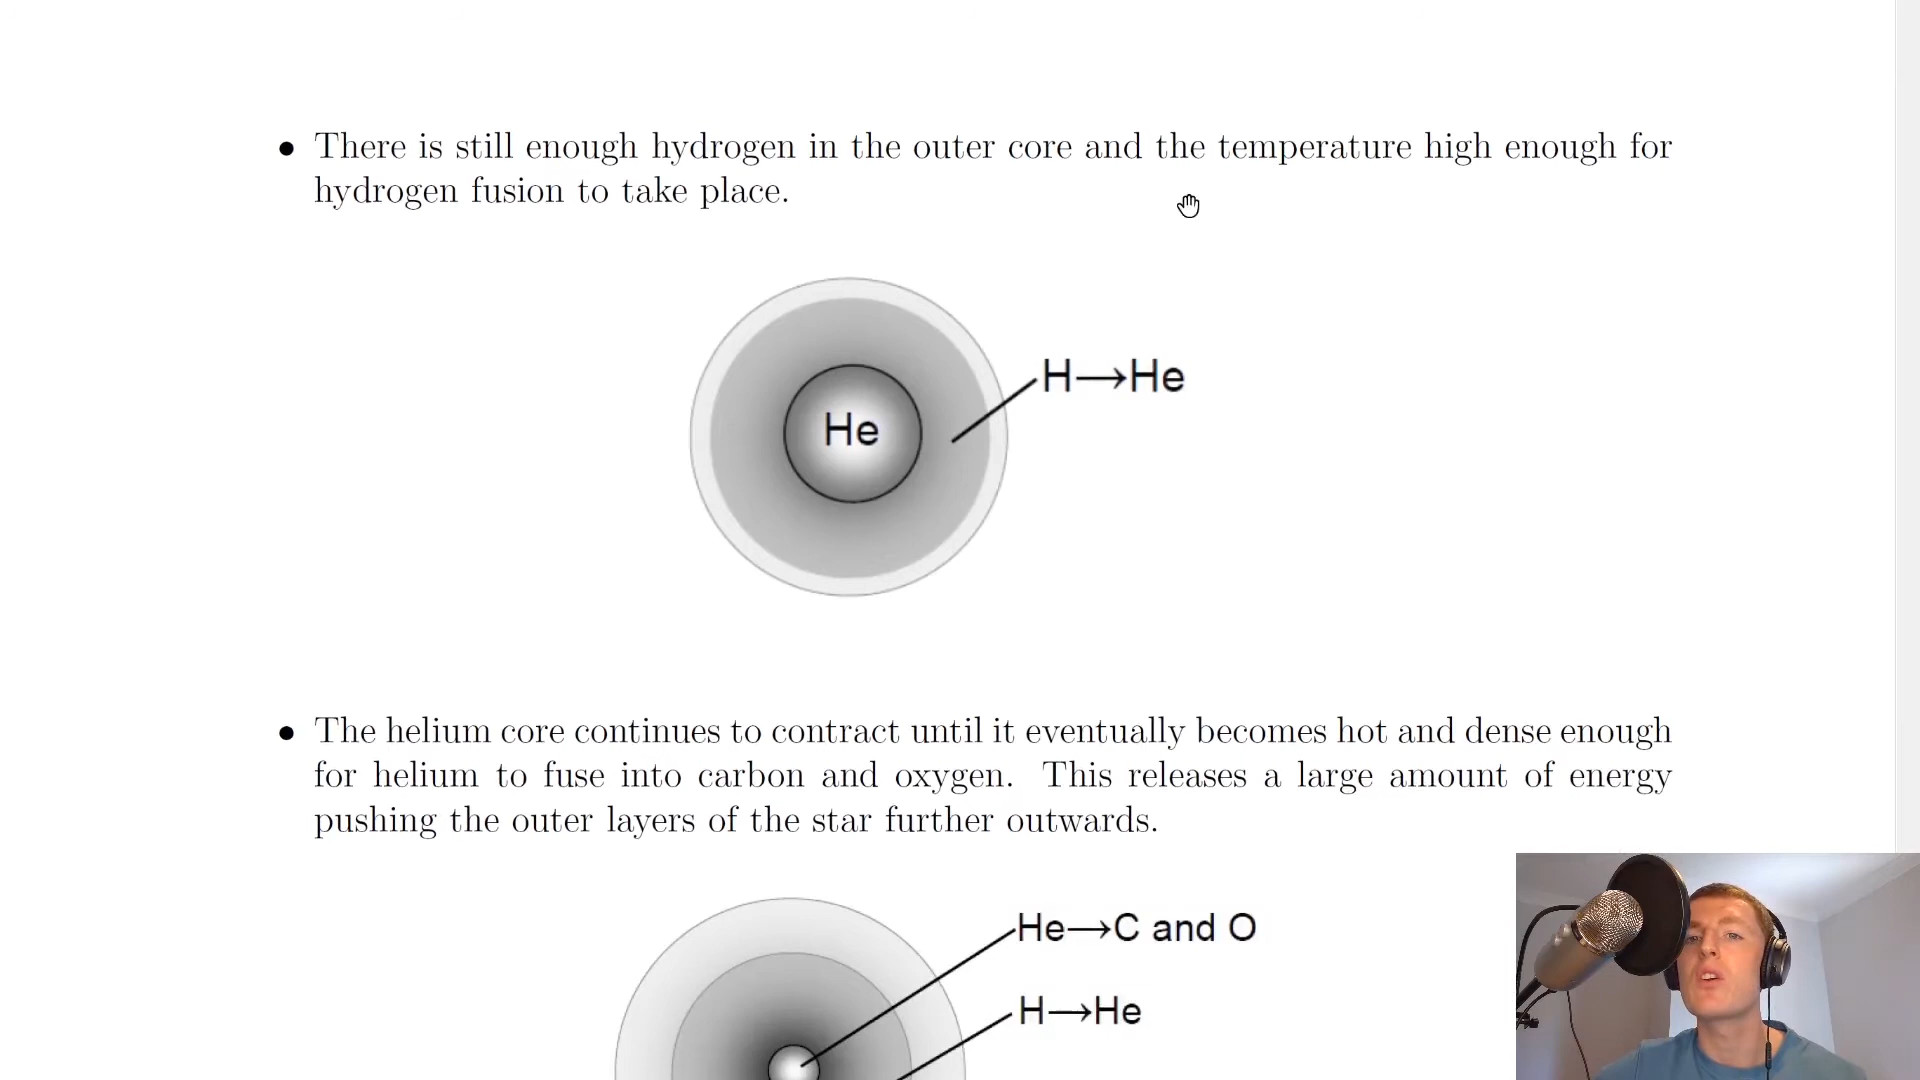 • There is still enough hydrogen in the outer core and the temperature high enough for
hydrogen fusion to take place.
H→He
He
• The helium core continues to contract until it eventually becomes hot and dense enough
for helium to fuse into carbon and oxygen. This releases a large amount of energy
pushing the outer layers of the star further outwards.
He→C and O
H→He